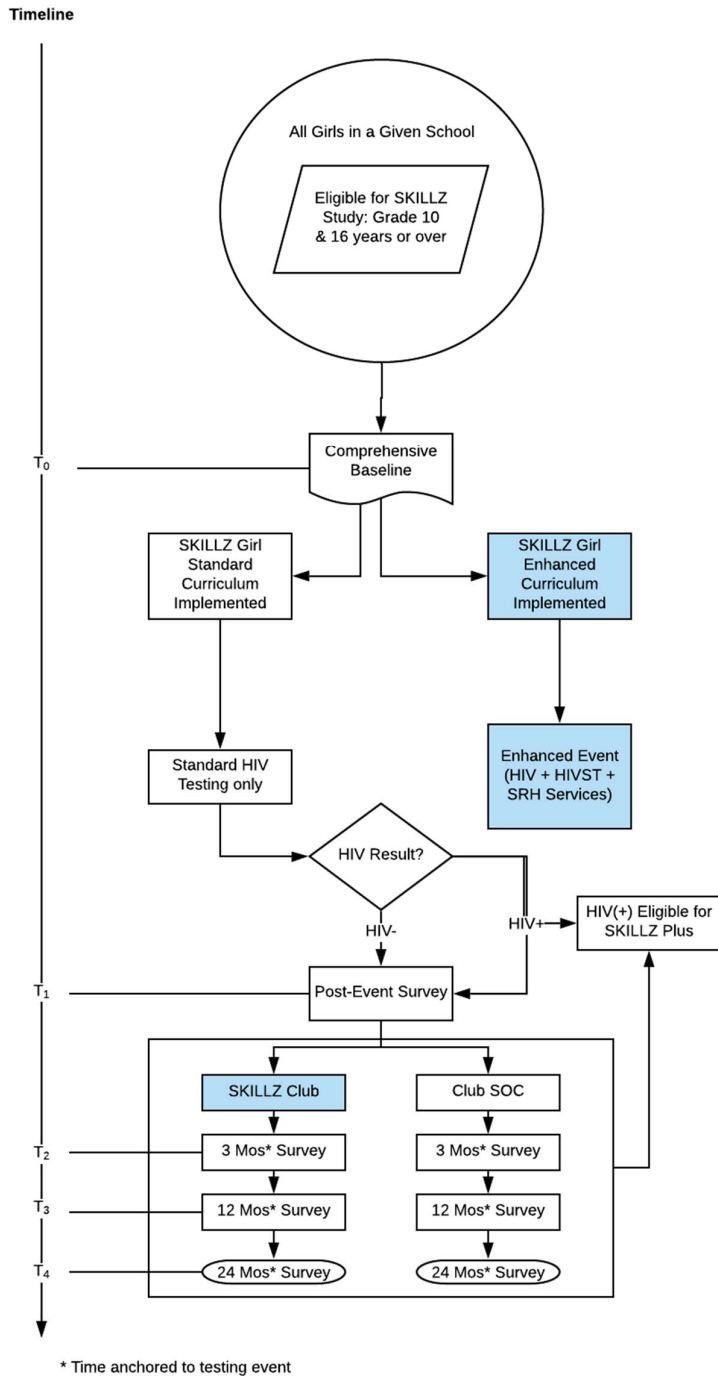 Timeline
All Girls in a Given School
Eligible for SKILLZ
Study: Grade 10
& 16 years or over
T₀
Comprehensive
Baseline
SKILLZ Girl
Standard
Curriculum
Implemented
SKILLZ Girl
Enhanced
Curriculum
Implemented
Standard HIV
Testing only
Enhanced Event
(HIV + HIVST +
SRH Services)
HIV Result?
HIV-
HIV+
HIV(+) Eligible for
SKILLZ Plus
T₁
Post-Event Survey
SKILLZ Club
Club SOC
T₂
3 Mos* Survey
3 Mos* Survey
T₃
12 Mos* Survey
12 Mos* Survey
T₄
24 Mos* Survey
24 Mos* Survey
* Time anchored to testing event